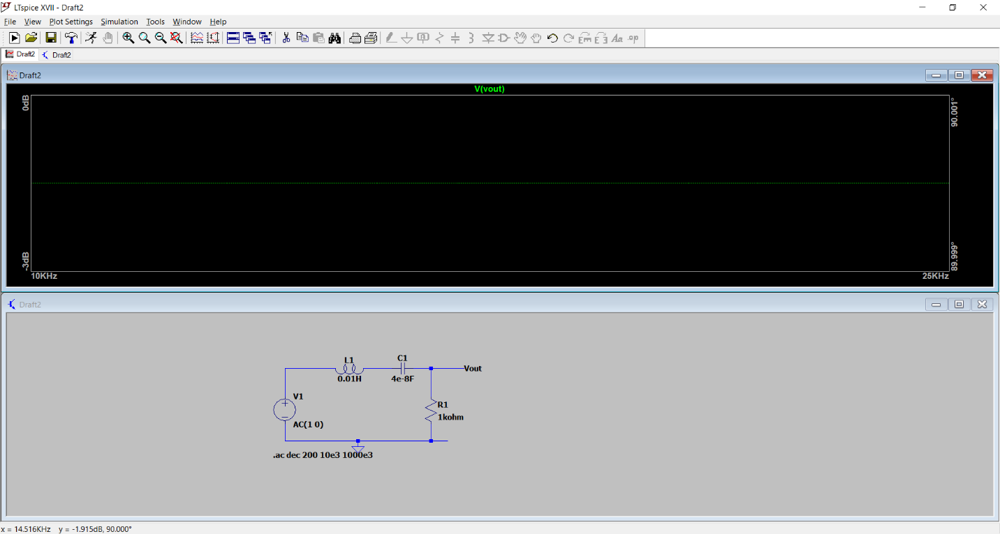 LTspice XVII - Draft2
File View Plot Settings Simulation Tools Window Help
Aa .op
Draft2 Draft2
Draft2
V(vout)
0dB
90.001°
-3dB
89.999°
10KHz 25KHz
Draft2
L1
0.01H
C1
4e-8F
Vout
V1
AC(1 0)
R1
1kohm
.ac dec 200 10e3 1000e3
x = 14.516KHz y = -1.915dB, 90.000°